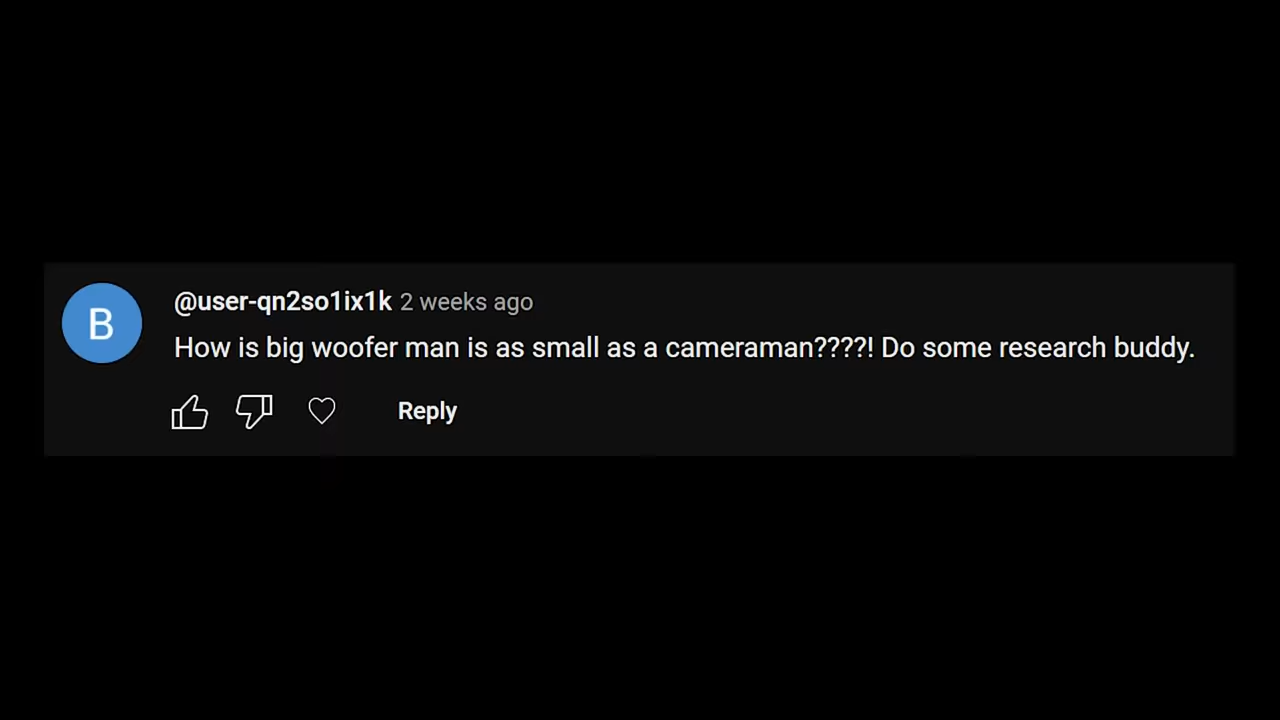 B
@user-qn2so1ix1k 2 weeks ago
How is big woofer man is as small as a cameraman????! Do some research buddy.
Reply